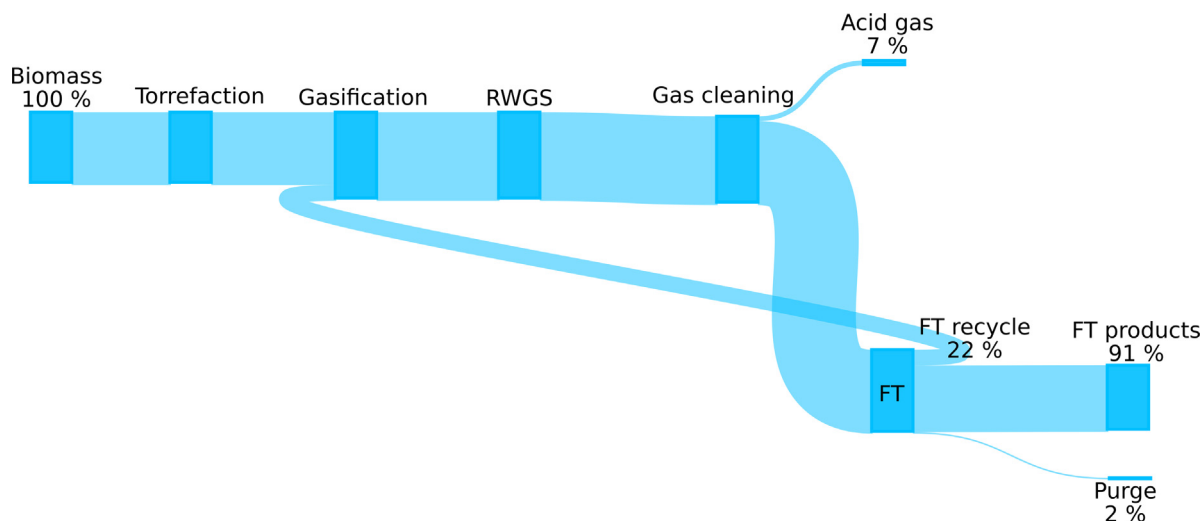 Acid gas
7 %
Biomass
100 %
Torrefaction
Gasification
RWGS
Gas cleaning
FT recycle
22 %
FT products
91 %
FT
Purge
2 %